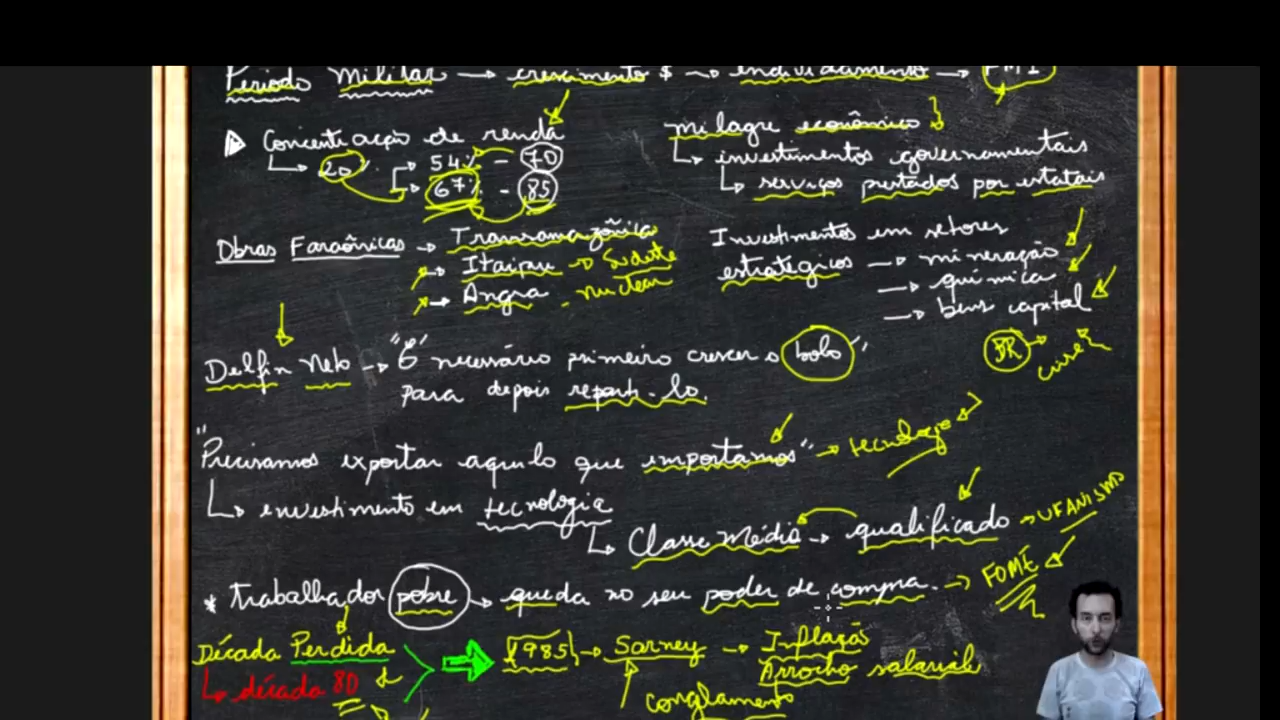 Período Militar → crescimento $ → endividamento → FMI
Concentração de renda
20% → 54% - 70
→ 67% - 85
milagre econômico }
investimentos governamentais
serviços prestados por estatais
Obras Faraônicas → Transamazônica
→ Itaipu → Sudeste
→ Angra - nuclear
Investimentos em setores
estratégicos → mineração
→ química
→ bens capital
Delfin Neto → "É necessário primeiro crescer o bolo"
para depois reparti-lo.
BR → crise
"Precisamos exportar aquilo que importamos" → tecnologia
investimento em tecnologia
Classe Média → qualificado → UFANISMO
* trabalhador pobre → queda no seu poder de compra. → FOME
Década Perdida
década 80
1985 → Sarney → Inflação
Arrocho salarial
conglamento